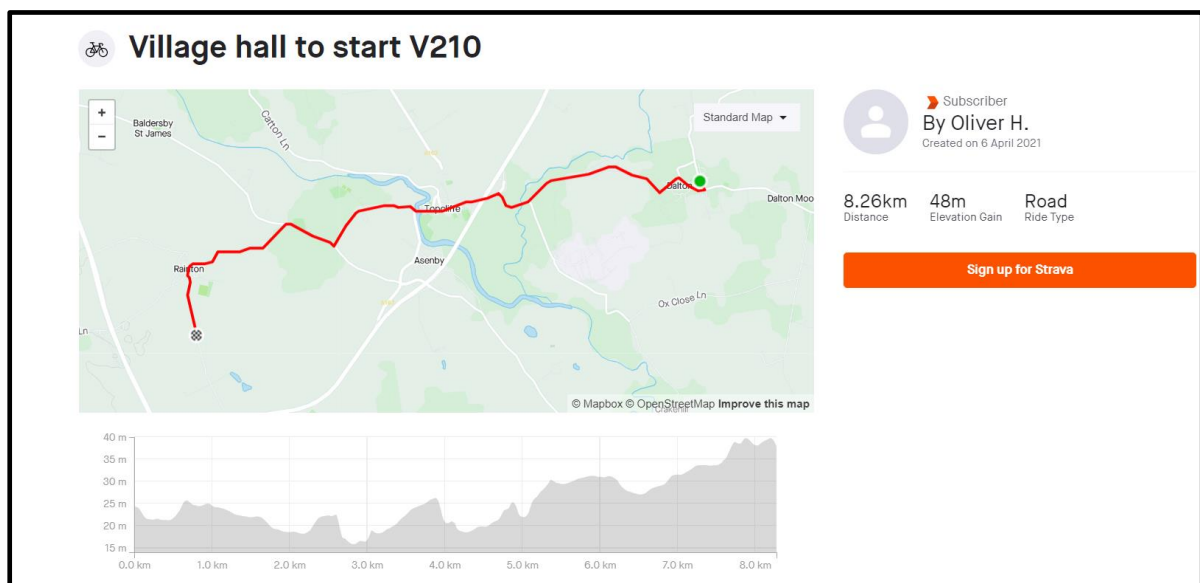 Village hall to start V210
+
−
Baldersby
St James
Catton Ln
Standard Map
Dalton
Dalton Moo
Topcliffe
Asenby
Rainton
Ox Close Ln
Ln
© Mapbox © OpenStreetMap Improve this map
Crakehill
Subscriber
By Oliver H.
Created on 6 April 2021
8.26km
48m
Road
Distance
Elevation Gain
Ride Type
Sign up for Strava
40 m
35 m
30 m
25 m
20 m
15 m
0.0 km 1.0 km 2.0 km 3.0 km 4.0 km 5.0 km 6.0 km 7.0 km 8.0 km